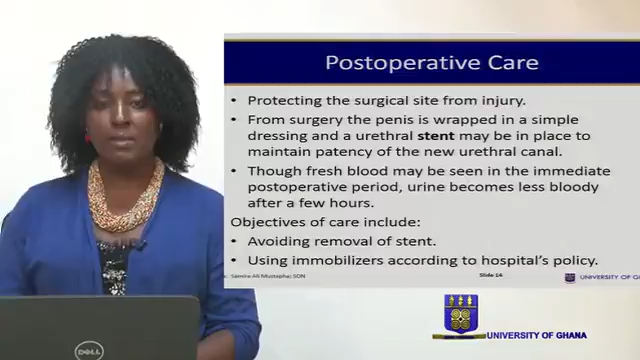 Postoperative Care
• Protecting the surgical site from injury.
• From surgery the penis is wrapped in a simple
dressing and a urethral stent may be in place to
maintain patency of the new urethral canal.
• Though fresh blood may be seen in the immediate
postoperative period, urine becomes less bloody
after a few hours.
Objectives of care include:
• Avoiding removal of stent.
• Using immobilizers according to hospital's policy.
Samira Ali Mustapha; SON
Slide 14
UNIVERSITY OF GHANA
DELL
UNIVERSITY OF GHANA